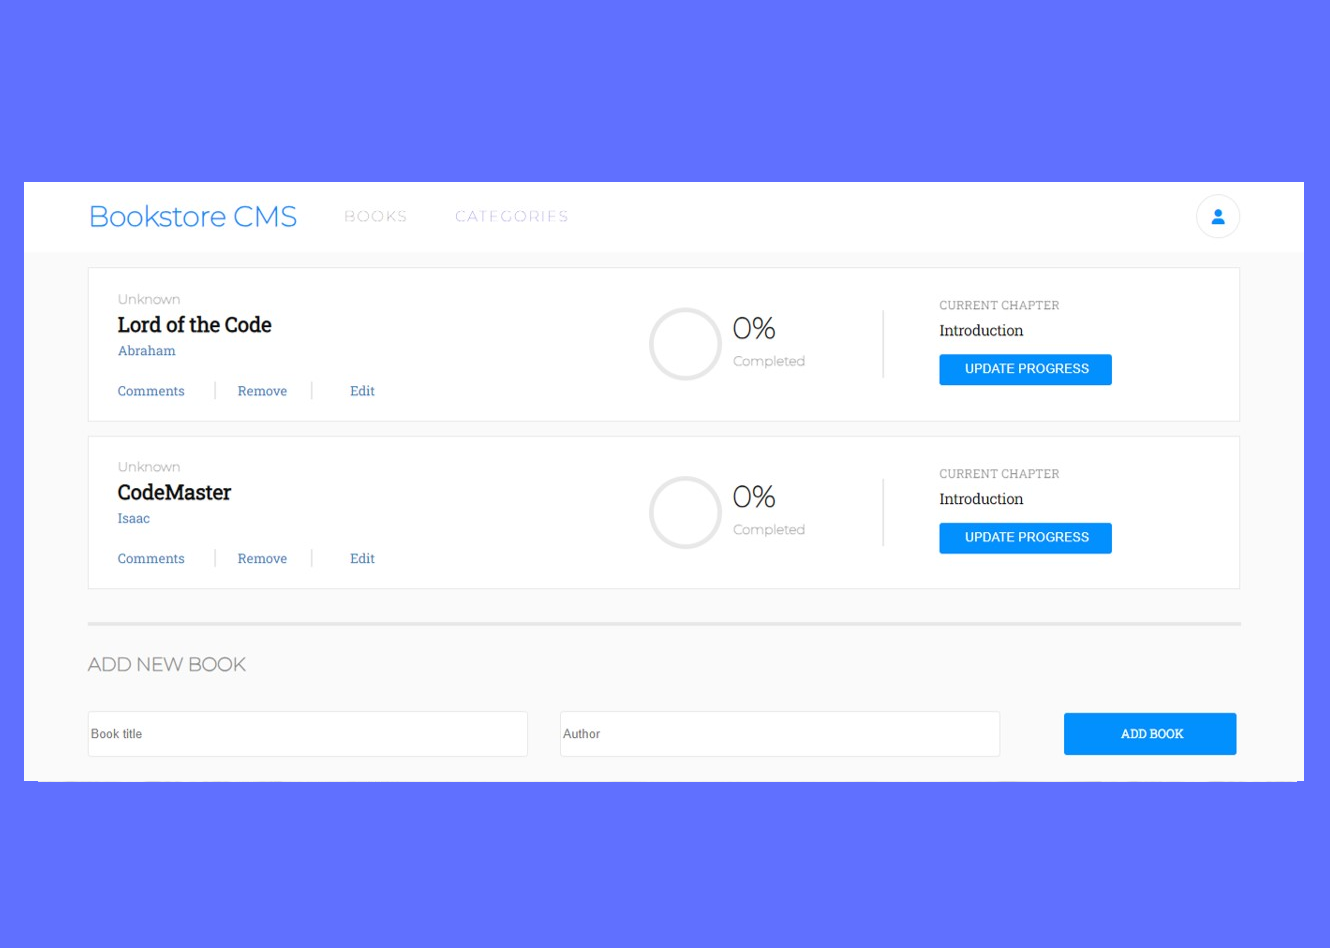 Bookstore CMS BOOKS CATEGORIES
Unknown
Lord of the Code
Abraham
Comments Remove Edit
0%
Completed
CURRENT CHAPTER
Introduction
UPDATE PROGRESS
Unknown
CodeMaster
Isaac
Comments Remove Edit
0%
Completed
CURRENT CHAPTER
Introduction
UPDATE PROGRESS
ADD NEW BOOK
Book title Author ADD BOOK